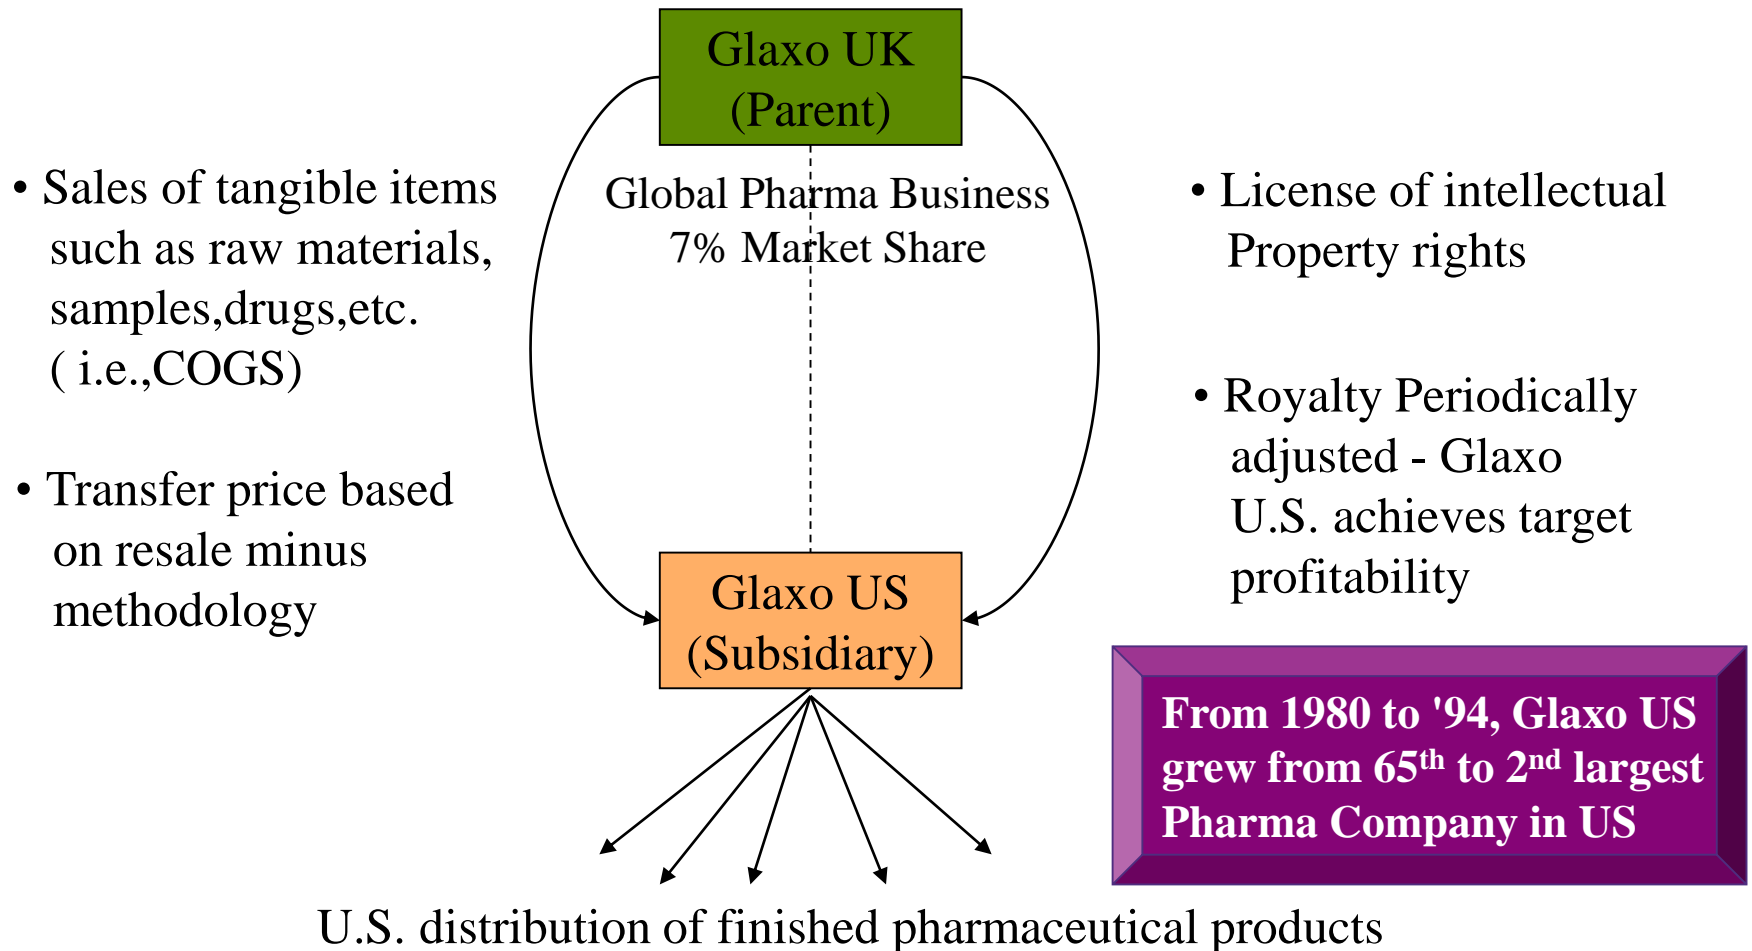 Glaxo UK
(Parent)
• Sales of tangible items
such as raw materials,
samples,drugs,etc.
( i.e.,COGS)
• Transfer price based
on resale minus
methodology
Global Pharma Business
7% Market Share
• License of intellectual
Property rights
• Royalty Periodically
adjusted - Glaxo
U.S. achieves target
profitability
Glaxo US
(Subsidiary)
From 1980 to '94, Glaxo US
grew from 65th to 2nd largest
Pharma Company in US
U.S. distribution of finished pharmaceutical products